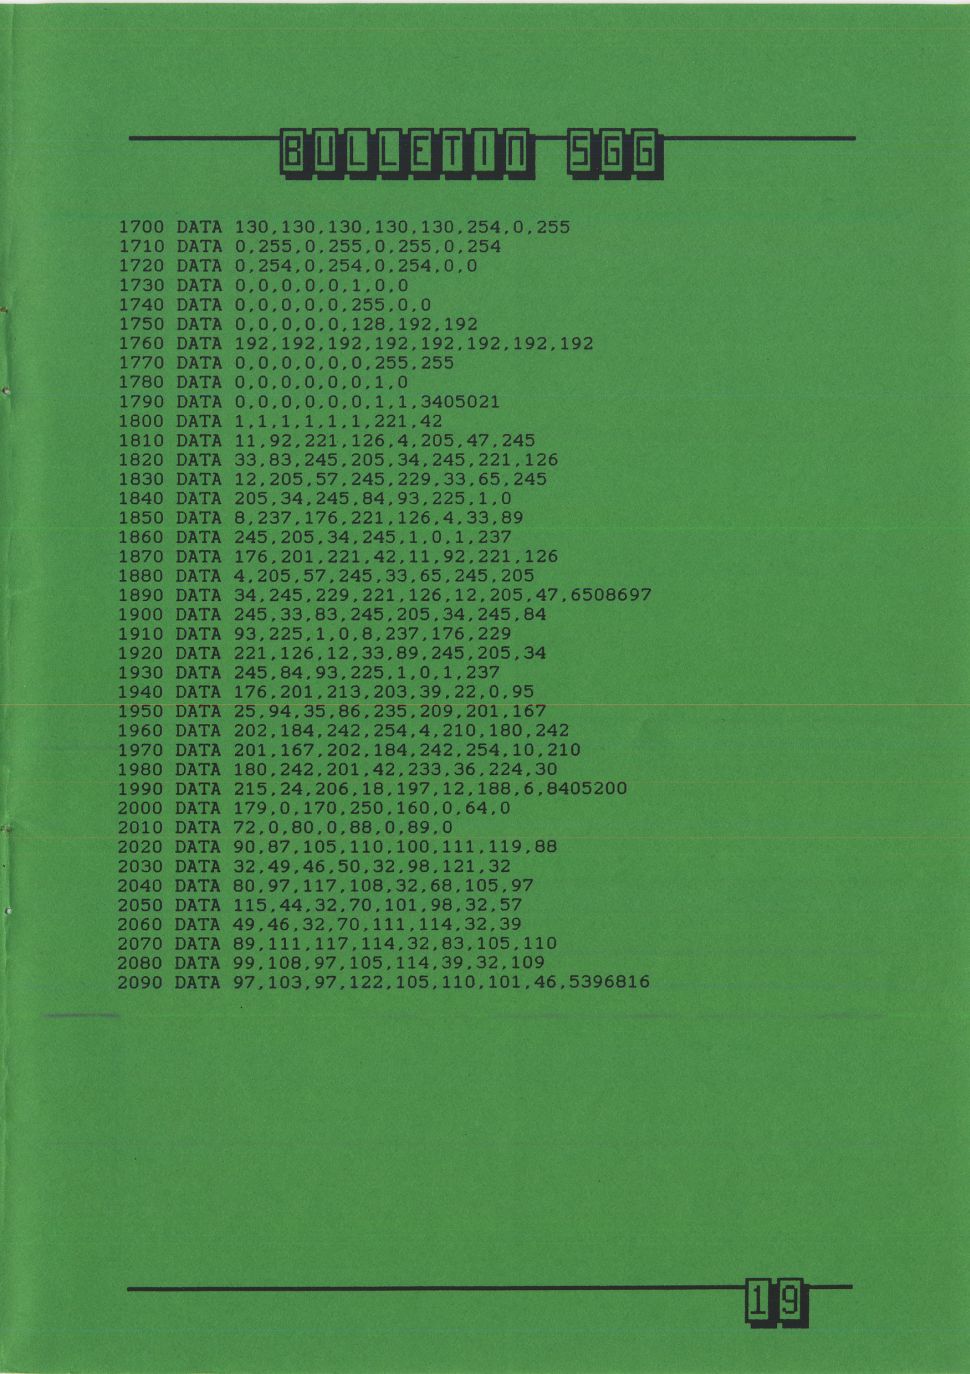 BULLETIN SGG
1700 DATA 130,130,130,130,130,254,0,255
1710 DATA 0,255,0,255,0,255,0,254
1720 DATA 0,254,0,254,0,254,0,0
1730 DATA 0,0,0,0,0,1,0,0
1740 DATA 0,0,0,0,0,255,0,0
1750 DATA 0,0,0,0,0,128,192,192
1760 DATA 192,192,192,192,192,192,192,192
1770 DATA 0,0,0,0,0,0,255,255
1780 DATA 0,0,0,0,0,0,1,0
1790 DATA 0,0,0,0,0,0,1,1,3405021
1800 DATA 1,1,1,1,1,1,221,42
1810 DATA 11,92,221,126,4,205,47,245
1820 DATA 33,83,245,205,34,245,221,126
1830 DATA 12,205,57,245,229,33,65,245
1840 DATA 205,34,245,84,93,225,1,0
1850 DATA 8,237,176,221,126,4,33,89
1860 DATA 245,205,34,245,1,0,1,237
1870 DATA 176,201,221,42,11,92,221,126
1880 DATA 4,205,57,245,33,65,245,205
1890 DATA 34,245,229,221,126,12,205,47,6508697
1900 DATA 245,33,83,245,205,34,245,84
1910 DATA 93,225,1,0,8,237,176,229
1920 DATA 221,126,12,33,89,245,205,34
1930 DATA 245,84,93,225,1,0,1,237
1940 DATA 176,201,213,203,39,22,0,95
1950 DATA 25,94,35,86,235,209,201,167
1960 DATA 202,184,242,254,4,210,180,242
1970 DATA 201,167,202,184,242,254,10,210
1980 DATA 180,242,201,42,233,36,224,30
1990 DATA 215,24,206,18,197,12,188,6,8405200
2000 DATA 179,0,170,250,160,0,64,0
2010 DATA 72,0,80,0,88,0,89,0
2020 DATA 90,87,105,110,100,111,119,88
2030 DATA 32,49,46,50,32,98,121,32
2040 DATA 80,97,117,108,32,68,105,97
2050 DATA 115,44,32,70,101,98,32,57
2060 DATA 49,46,32,70,111,114,32,39
2070 DATA 89,111,117,114,32,83,105,110
2080 DATA 99,108,97,105,114,39,32,109
2090 DATA 97,103,97,122,105,110,101,46,5396816
19